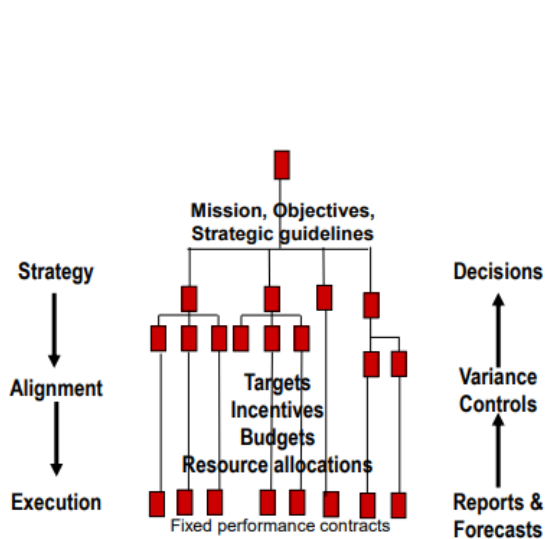 Mission, Objectives,
Strategic guidelines
Strategy
Decisions
Alignment
Variance
Controls
Targets
Incentives
Budgets
Resource allocations
Execution
Reports &
Forecasts
Fixed performance contracts